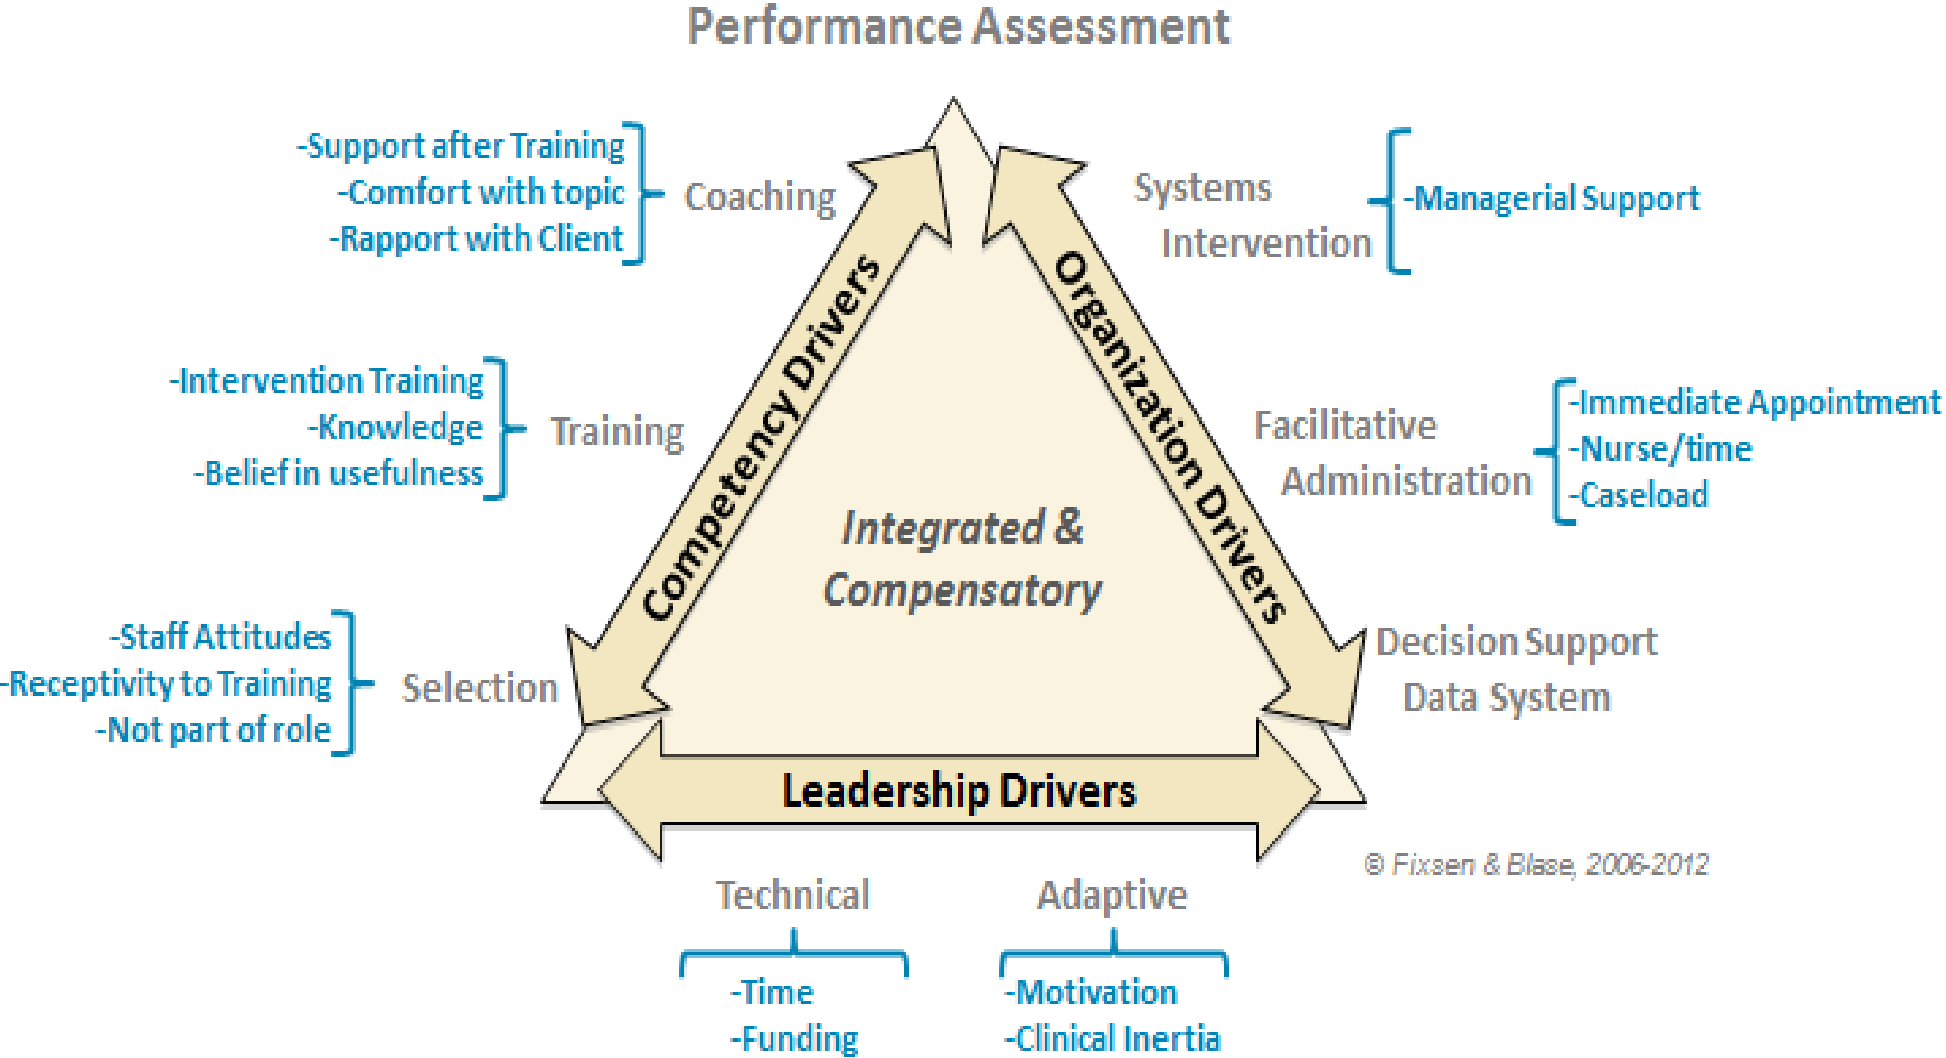 Performance Assessment
-Support after Training
-Comfort with topic
-Rapport with Client
Coaching
Systems
Intervention
-Managerial Support
-Intervention Training
-Knowledge
-Belief in usefulness
Training
Competency Drivers
Organization Drivers
Facilitative
Administration
-Immediate Appointment
-Nurse/time
-Caseload
Integrated &
Compensatory
-Staff Attitudes
-Receptivity to Training
-Not part of role
Selection
Decision Support
Data System
Leadership Drivers
© Fixsen & Blase, 2006-2012
Technical
-Time
-Funding
Adaptive
-Motivation
-Clinical Inertia